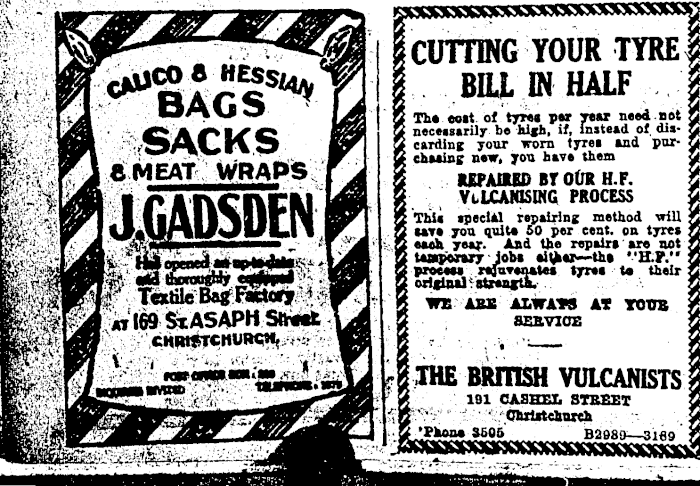 CALICO & HESSIAN
BAGS
SACKS
& MEAT WRAPS
J. GADSDEN
Has opened an up-to-date
and thoroughly equipped
Textile Bag Factory
AT 169 ST. ASAPH Street
CHRISTCHURCH.
POST OFFICE BOX
INVITED TELEPHONE
CUTTING YOUR TYRE
BILL IN HALF
The cost of tyres per year need not
necessarily be high, if, instead of dis-
carding your worn tyres and pur-
chasing new, you have them
REPAIRED BY OUR H.F.
VULCANISING PROCESS
This special repairing method will
save you quite 50 per cent. on tyres
each year. And the repairs are not
temporary jobs either—the "H.F."
process rejuvenates tyres to their
original strength.
WE ARE ALWAYS AT YOUR
SERVICE
THE BRITISH VULCANISTS
191 CASHEL STREET
Christchurch
'Phone 3505 B2989—3169